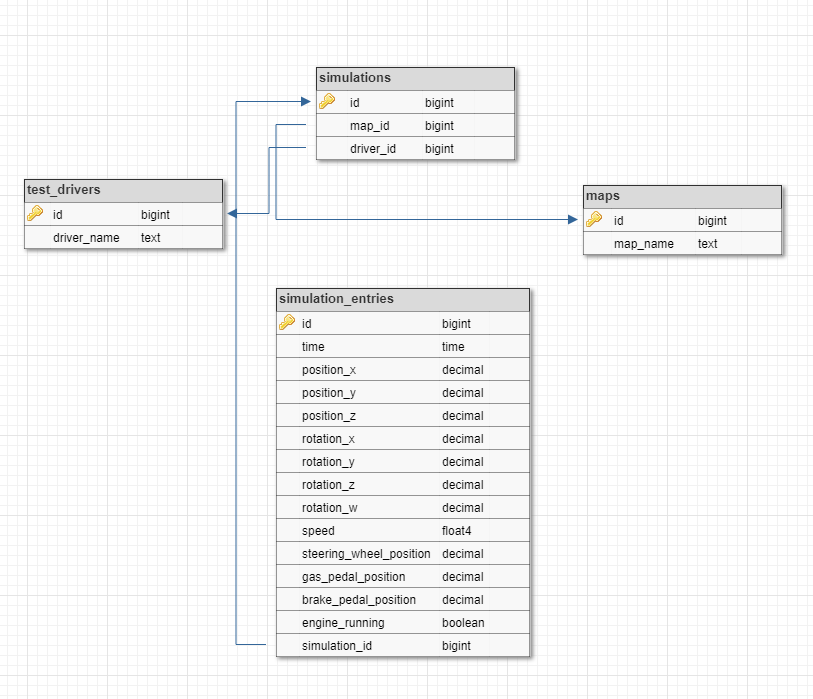 simulations
id bigint
map_id bigint
driver_id bigint
test_drivers
id bigint
driver_name text
maps
id bigint
map_name text
simulation_entries
id bigint
time time
position_x decimal
position_y decimal
position_z decimal
rotation_x decimal
rotation_y decimal
rotation_z decimal
rotation_w decimal
speed float4
steering_wheel_position decimal
gas_pedal_position decimal
brake_pedal_position decimal
engine_running boolean
simulation_id bigint